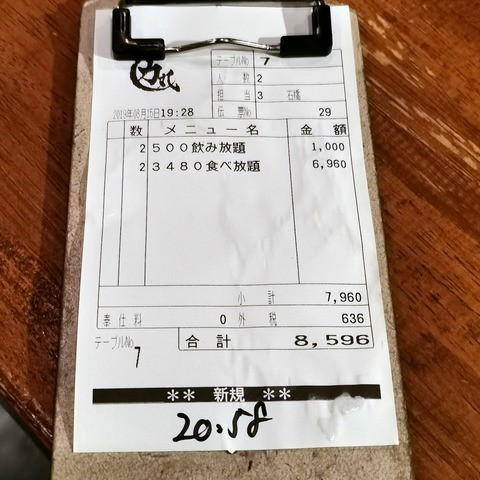 テーブルNo 7
人数 2
担当 3 石橋
2019年08月15日19:28 伝票No 29
数 メニュー名 金額
2 500飲み放題 1,000
2 3480食べ放題 6,960
小計 7,960
奉仕料 0 外税 636
テーブルNo 7 合計 8,596
** 新規 **
20.58